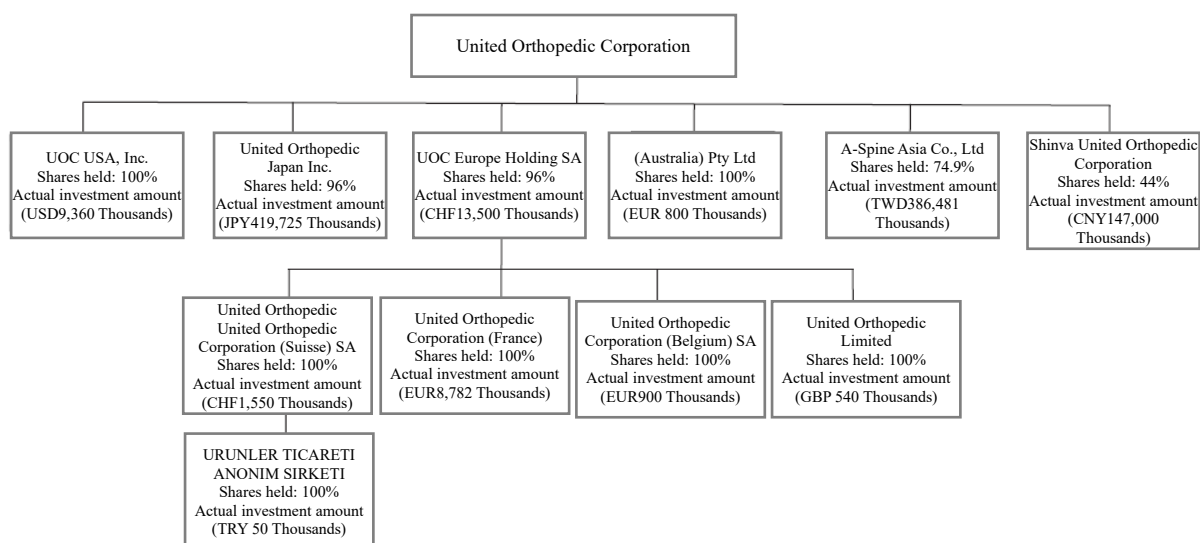 United Orthopedic Corporation
UOC USA, Inc.
Shares held: 100%
Actual investment amount
(USD9,360 Thousands)
United Orthopedic
Japan Inc.
Shares held: 96%
Actual investment amount
(JPY419,725 Thousands)
UOC Europe Holding SA
Shares held: 96%
Actual investment amount
(CHF13,500 Thousands)
(Australia) Pty Ltd
Shares held: 100%
Actual investment amount
(EUR 800 Thousands)
A-Spine Asia Co., Ltd
Shares held: 74.9%
Actual investment amount
(TWD386,481
Thousands)
Shinva United Orthopedic
Corporation
Shares held: 44%
Actual investment amount
(CNY147,000
Thousands)
United Orthopedic
United Orthopedic
Corporation (Suisse) SA
Shares held: 100%
Actual investment amount
(CHF1,550 Thousands)
United Orthopedic
Corporation (France)
Shares held: 100%
Actual investment amount
(EUR8,782 Thousands)
United Orthopedic
Corporation (Belgium) SA
Shares held: 100%
Actual investment amount
(EUR900 Thousands)
United Orthopedic
Limited
Shares held: 100%
Actual investment amount
(GBP 540 Thousands)
URUNLER TICARETI
ANONIM SIRKETI
Shares held: 100%
Actual investment amount
(TRY 50 Thousands)